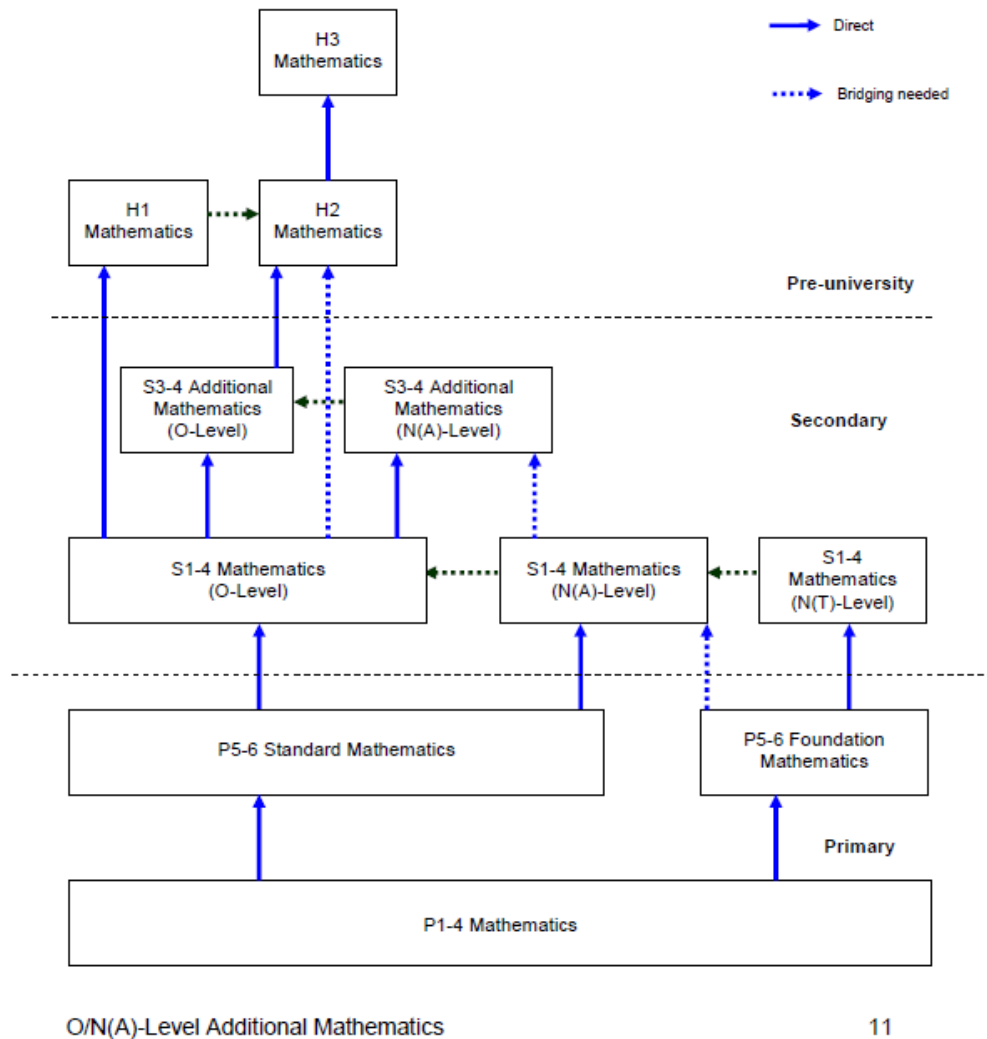 H3
Mathematics
Direct
Bridging needed
H1
Mathematics
H2
Mathematics
Pre-university
S3-4 Additional
Mathematics
(O-Level)
S3-4 Additional
Mathematics
(N(A)-Level)
Secondary
S1-4 Mathematics
(O-Level)
S1-4 Mathematics
(N(A)-Level)
S1-4
Mathematics
(N(T)-Level)
P5-6 Standard Mathematics
P5-6 Foundation
Mathematics
Primary
P1-4 Mathematics
O/N(A)-Level Additional Mathematics
11